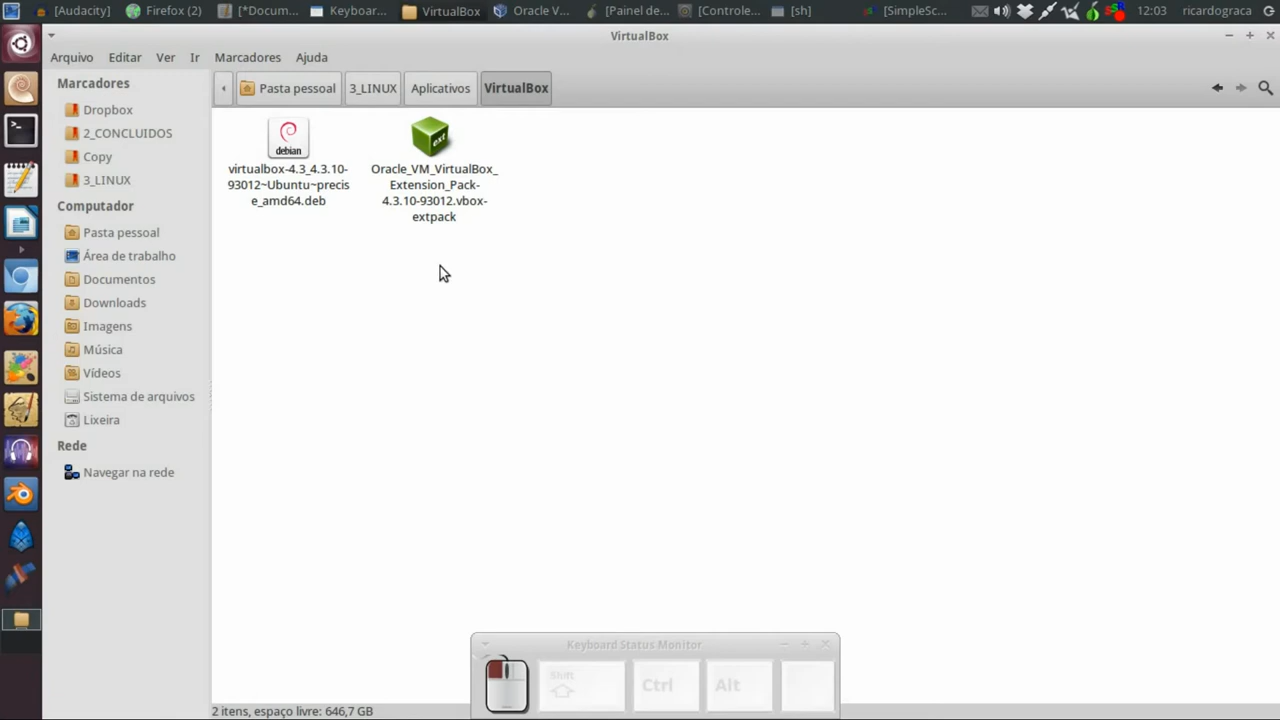 [Audacity]
Firefox (2)
[*Docum...
Keyboar...
VirtualBox
Oracle V...
[Painel de...
[Controle...
[sh]
[SimpleSc...
12:03
ricardograca
VirtualBox
Arquivo
Editar
Ver
Ir
Marcadores
Ajuda
Marcadores
Dropbox
2_CONCLUIDOS
Copy
3_LINUX
Computador
Pasta pessoal
Área de trabalho
Documentos
Downloads
Imagens
Música
Vídeos
Sistema de arquivos
Lixeira
Rede
Navegar na rede
Pasta pessoal
3_LINUX
Aplicativos
VirtualBox
debian
virtualbox-4.3_4.3.10-
93012~Ubuntu~precis
e_amd64.deb
ext
Oracle_VM_VirtualBox_
Extension_Pack-
4.3.10-93012.vbox-
extpack
Keyboard Status Monitor
Shift
Ctrl
Alt
2 itens, espaço livre: 646,7 GB